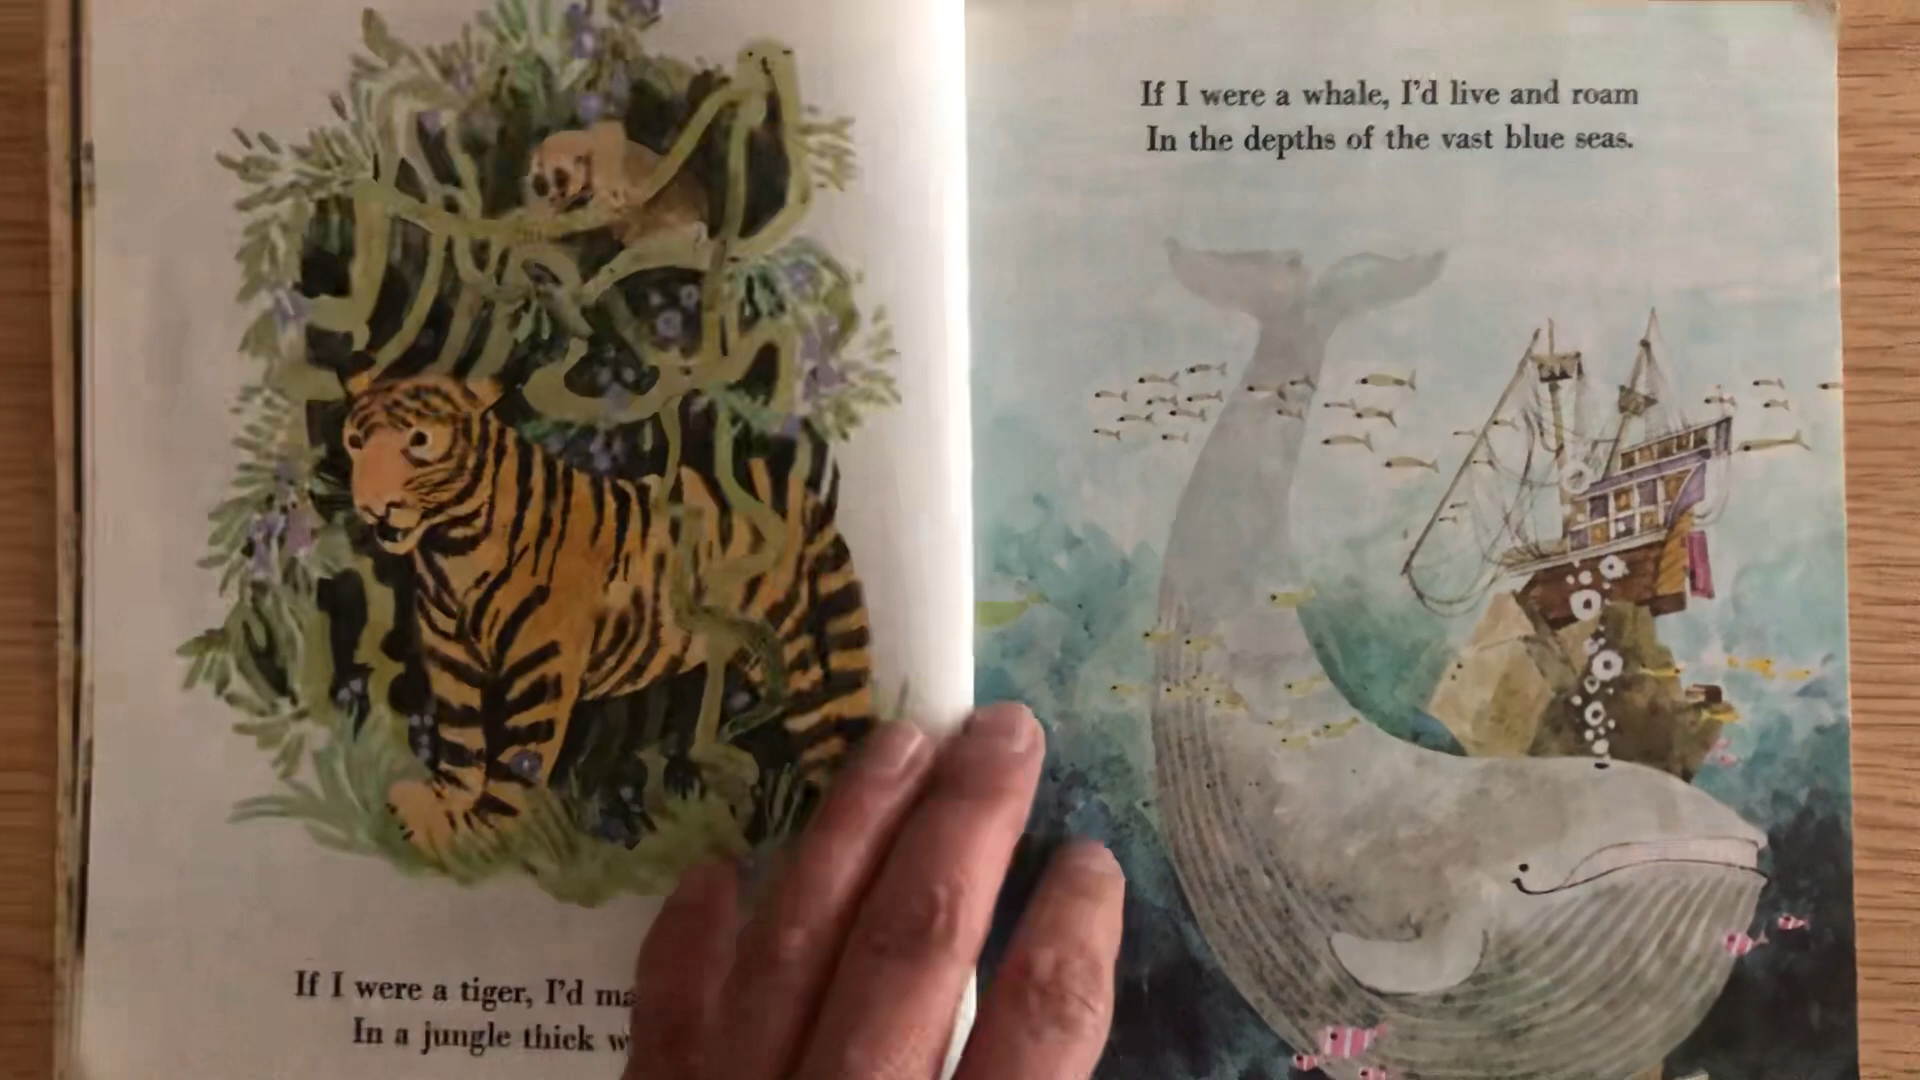 If I were a tiger, I'd
In a jungle thick
If I were a whale, I'd live and roam
In the depths of the vast blue seas.